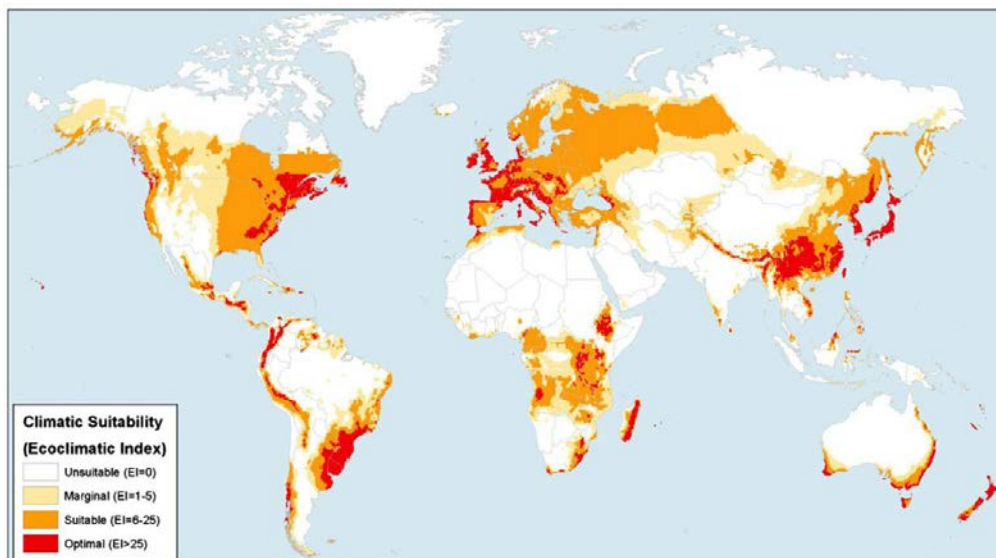 Climatic Suitability
(Ecoclimatic Index)
Unsuitable (EI=0)
Marginal (EI=1-5)
Suitable (EI=6-25)
Optimal (EI>25)